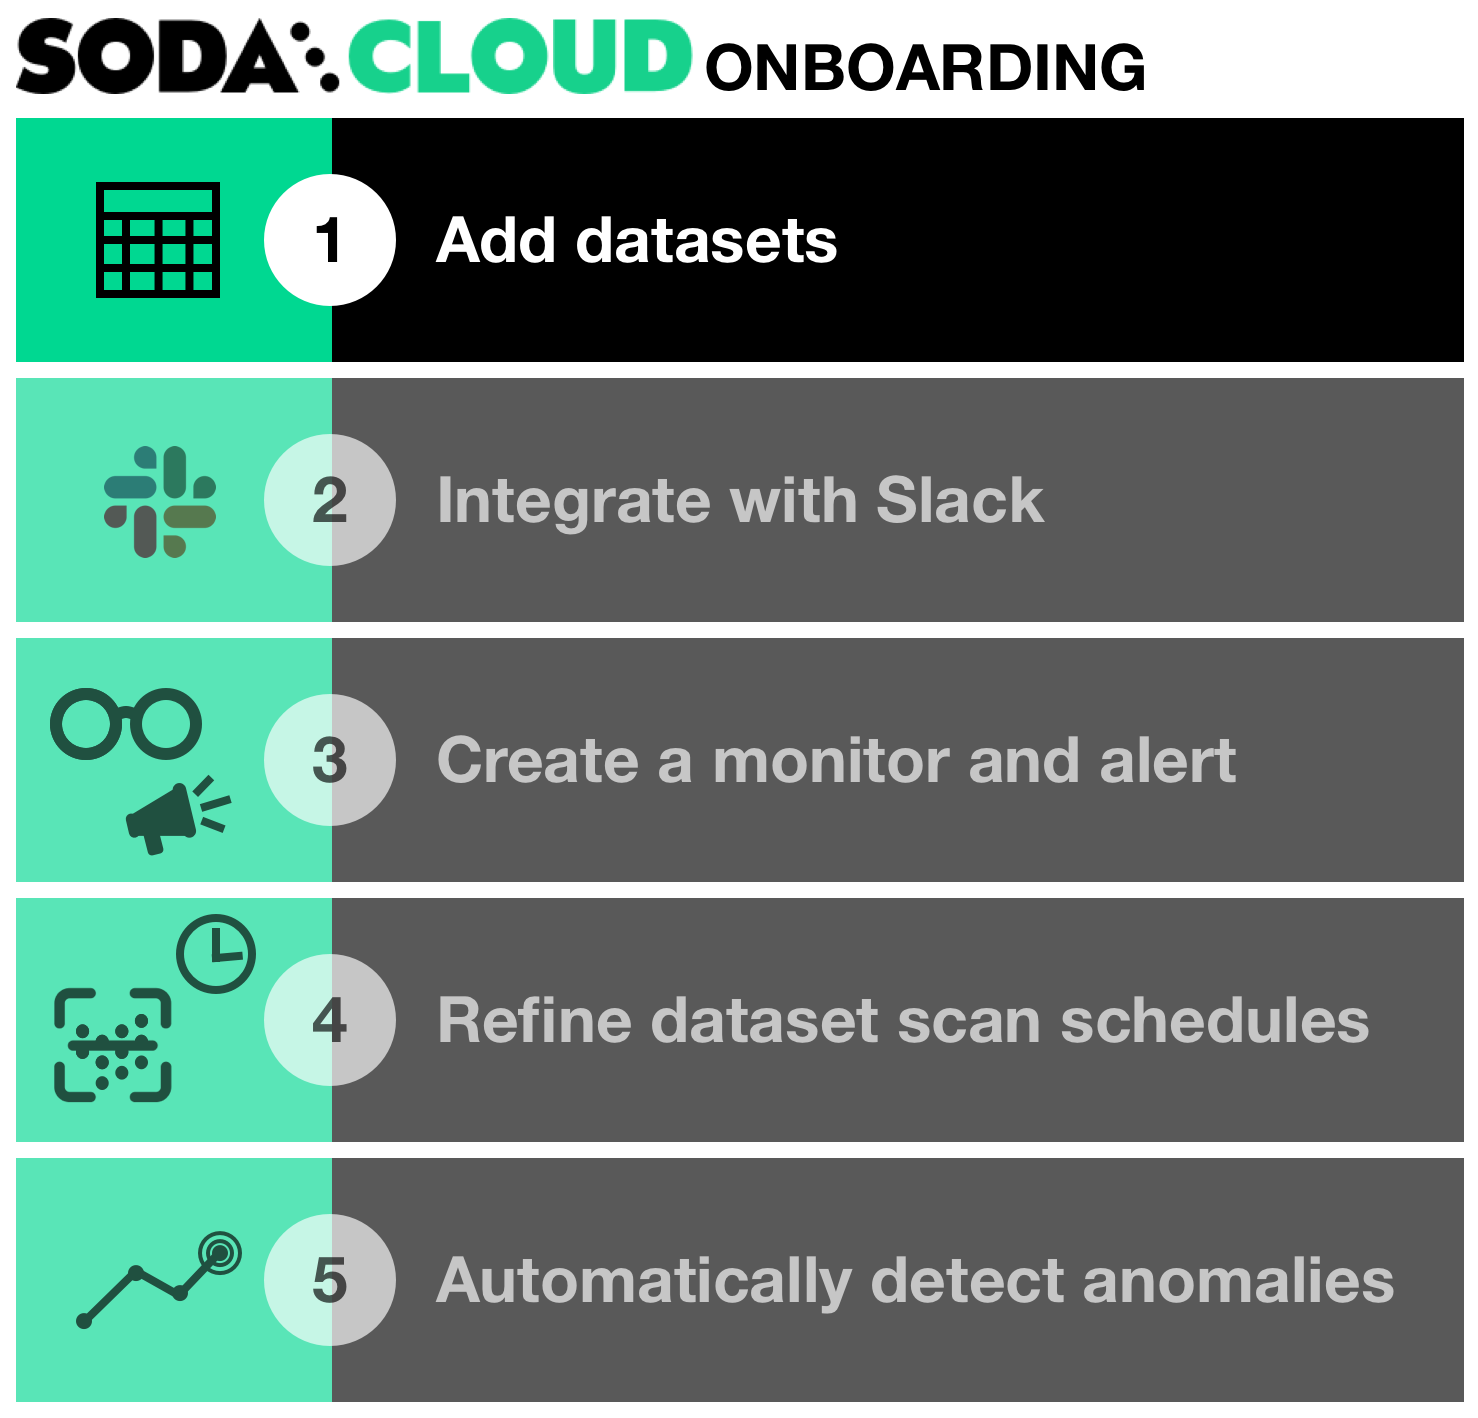 SODA CLOUD ONBOARDING
1 Add datasets
2 Integrate with Slack
3 Create a monitor and alert
4 Refine dataset scan schedules
5 Automatically detect anomalies